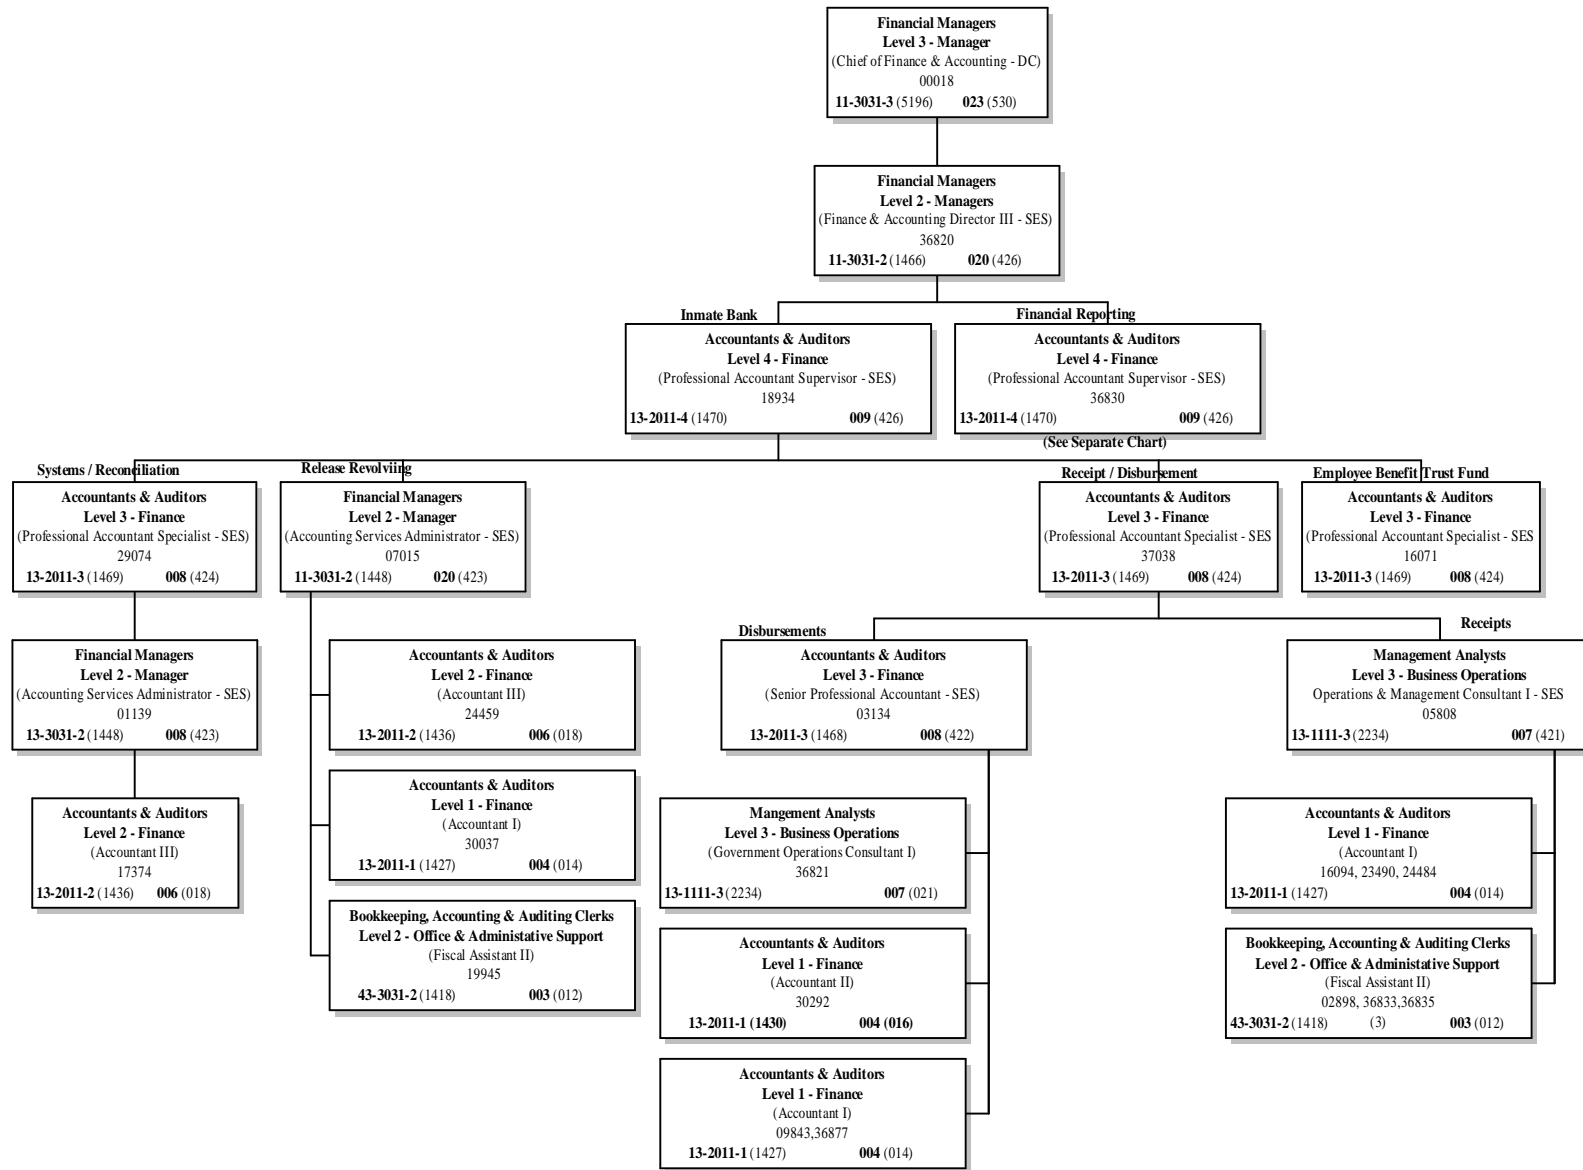 Financial Managers
Level 3 - Manager
(Chief of Finance & Accounting - DC)
00018
11-3031-3 (5196) 023 (530)
Financial Managers
Level 2 - Managers
(Finance & Accounting Director III - SES)
36820
11-3031-2 (1466) 020 (426)
Inmate Bank
Accountants & Auditors
Level 4 - Finance
(Professional Accountant Supervisor - SES)
18934
13-2011-4 (1470) 009 (426)
Financial Reporting
Accountants & Auditors
Level 4 - Finance
(Professional Accountant Supervisor - SES)
36830
13-2011-4 (1470) 009 (426)
(See Separate Chart)
Systems / Reconciliation
Accountants & Auditors
Level 3 - Finance
(Professional Accountant Specialist - SES)
29074
13-2011-3 (1469) 008 (424)
Financial Managers
Level 2 - Manager
(Accounting Services Administrator - SES)
01139
13-3031-2 (1448) 008 (423)
Accountants & Auditors
Level 2 - Finance
(Accountant III)
17374
13-2011-2 (1436) 006 (018)
Release Revolviing
Financial Managers
Level 2 - Manager
(Accounting Services Administrator - SES)
07015
11-3031-2 (1448) 020 (423)
Accountants & Auditors
Level 2 - Finance
(Accountant III)
24459
13-2011-2 (1436) 006 (018)
Accountants & Auditors
Level 1 - Finance
(Accountant I)
30037
13-2011-1 (1427) 004 (014)
Bookkeeping, Accounting & Auditing Clerks
Level 2 - Office & Administative Support
(Fiscal Assistant II)
19945
43-3031-2 (1418) 003 (012)
Receipt / Disbursement
Accountants & Auditors
Level 3 - Finance
(Professional Accountant Specialist - SES
37038
13-2011-3 (1469) 008 (424)
Employee Benefit Trust Fund
Accountants & Auditors
Level 3 - Finance
(Professional Accountant Specialist - SES
16071
13-2011-3 (1469) 008 (424)
Disbursements
Accountants & Auditors
Level 3 - Finance
(Senior Professional Accountant - SES)
03134
13-2011-3 (1468) 008 (422)
Mangement Analysts
Level 3 - Business Operations
(Government Operations Consultant I)
36821
13-1111-3 (2234) 007 (021)
Accountants & Auditors
Level 1 - Finance
(Accountant II)
30292
13-2011-1 (1430) 004 (016)
Accountants & Auditors
Level 1 - Finance
(Accountant I)
09843,36877
13-2011-1 (1427) 004 (014)
Receipts
Management Analysts
Level 3 - Business Operations
Operations & Management Consultant I - SES
05808
13-1111-3 (2234) 007 (421)
Accountants & Auditors
Level 1 - Finance
(Accountant I)
16094, 23490, 24484
13-2011-1 (1427) 004 (014)
Bookkeeping, Accounting & Auditing Clerks
Level 2 - Office & Administative Support
(Fiscal Assistant II)
02898, 36833,36835
43-3031-2 (1418) (3) 003 (012)